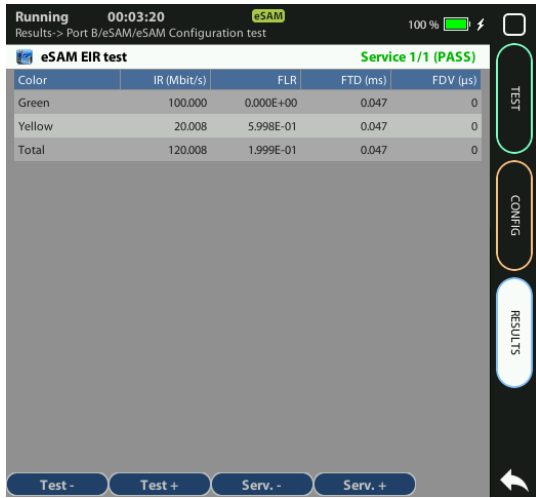 Running 00:03:20 eSAM 100 %
Results-> Port B/eSAM/eSAM Configuration test
eSAM EIR test Service 1/1 (PASS)
Color IR (Mbit/s) FLR FTD (ms) FDV (µs)
Green 100.000 0.000E+00 0.047 0
Yellow 20.008 5.998E-01 0.047 0
Total 120.008 1.999E-01 0.047 0
TEST
CONFIG
RESULTS
Test - Test + Serv. - Serv. +